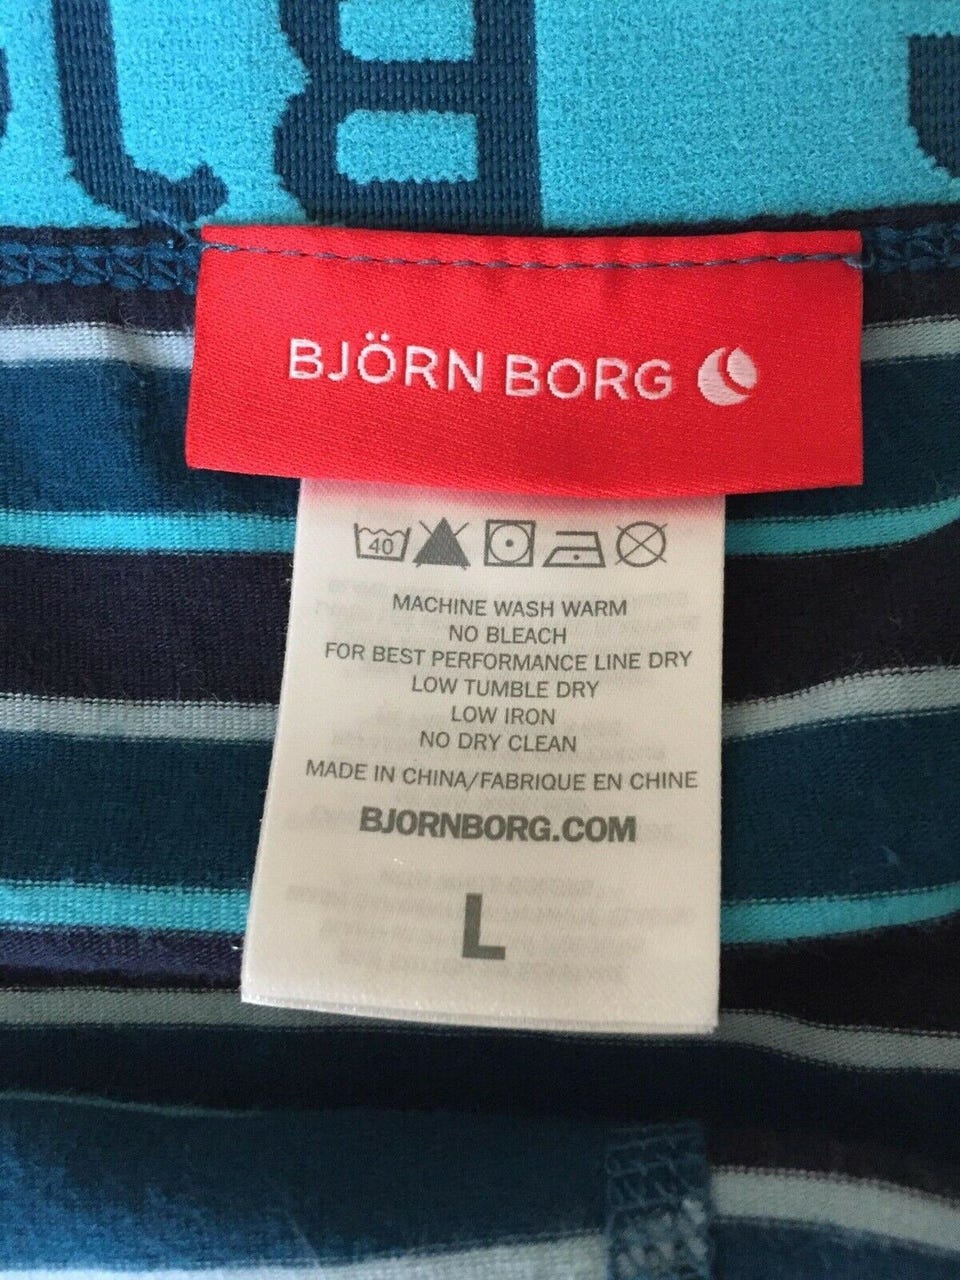 BJÖRN BORG
40
MACHINE WASH WARM
NO BLEACH
FOR BEST PERFORMANCE LINE DRY
LOW TUMBLE DRY
LOW IRON
NO DRY CLEAN
MADE IN CHINA/FABRIQUE EN CHINE
BJORNBORG.COM
L